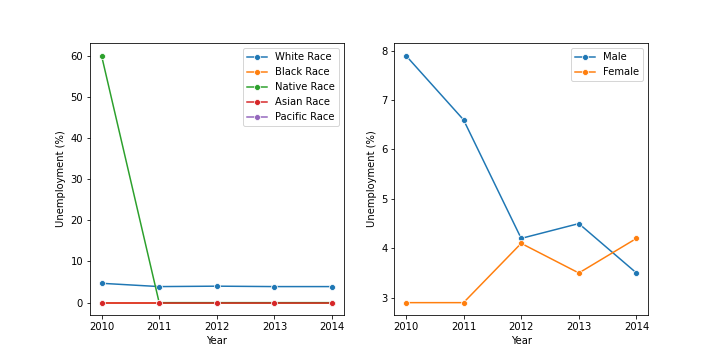 60
50
40
30
20
10
0
Unemployment (%)
White Race
Black Race
Native Race
Asian Race
Pacific Race
2010 2011 2012 2013 2014
Year
8
7
6
5
4
3
Unemployment (%)
Male
Female
2010 2011 2012 2013 2014
Year